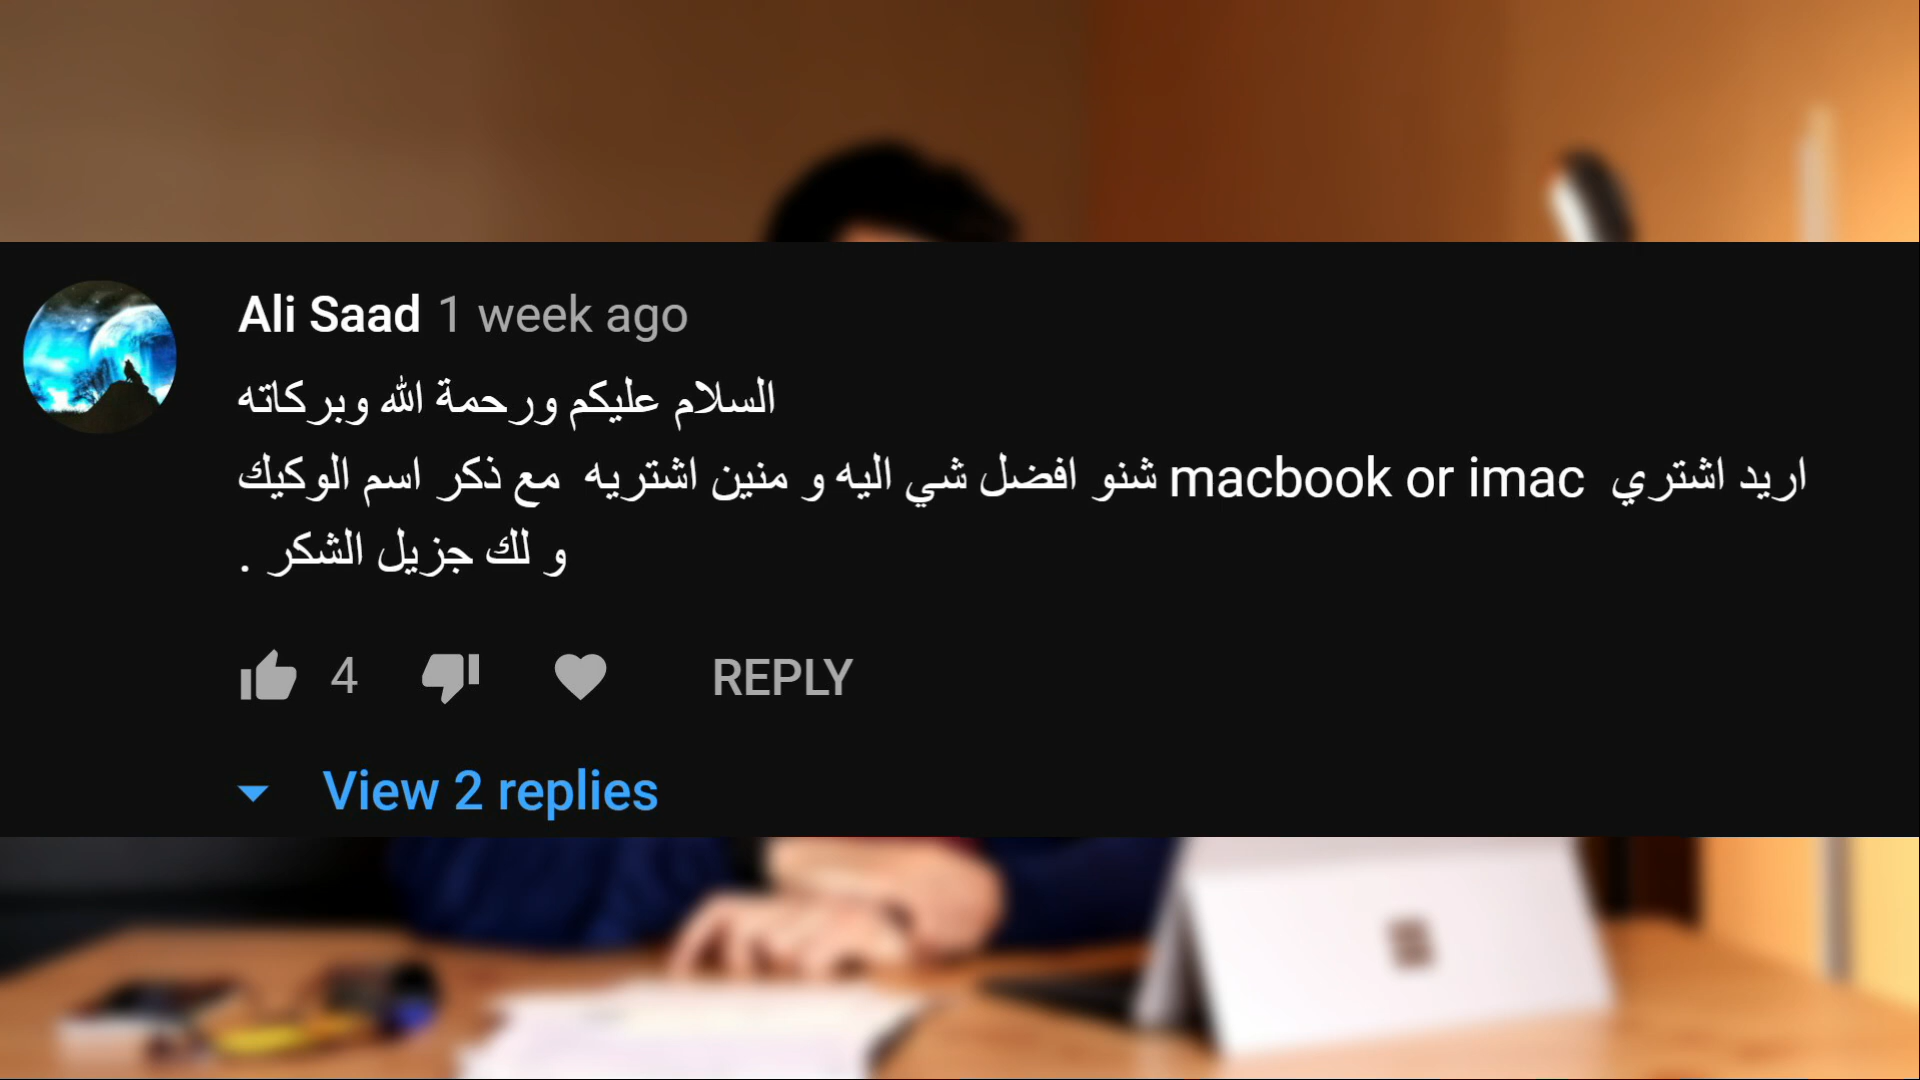 Ali Saad 1 week ago
السلام عليكم ورحمة الله وبركاته
اريد اشتري macbook or imac شنو افضل شي اليه و منين اشتريه مع ذكر اسم الوكيك
و لك جزيل الشكر .
4 REPLY
View 2 replies